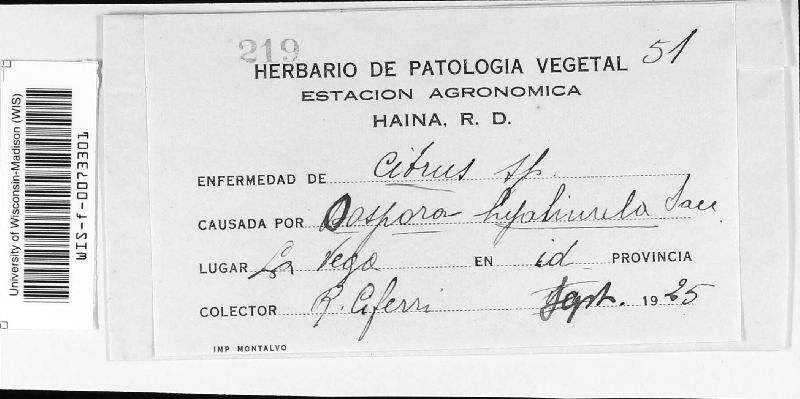 219
51
HERBARIO DE PATOLOGIA VEGETAL
ESTACION AGRONOMICA
HAINA, R. D.
ENFERMEDAD DE Citrus sp.
CAUSADA POR Oospora hyalinula Sacc
LUGAR La Vega EN id PROVINCIA
COLECTOR R. Ciferri Sept. 1925
IMP MONTALVO
University of Wisconsin-Madison (WIS)
WIS-f-0073301